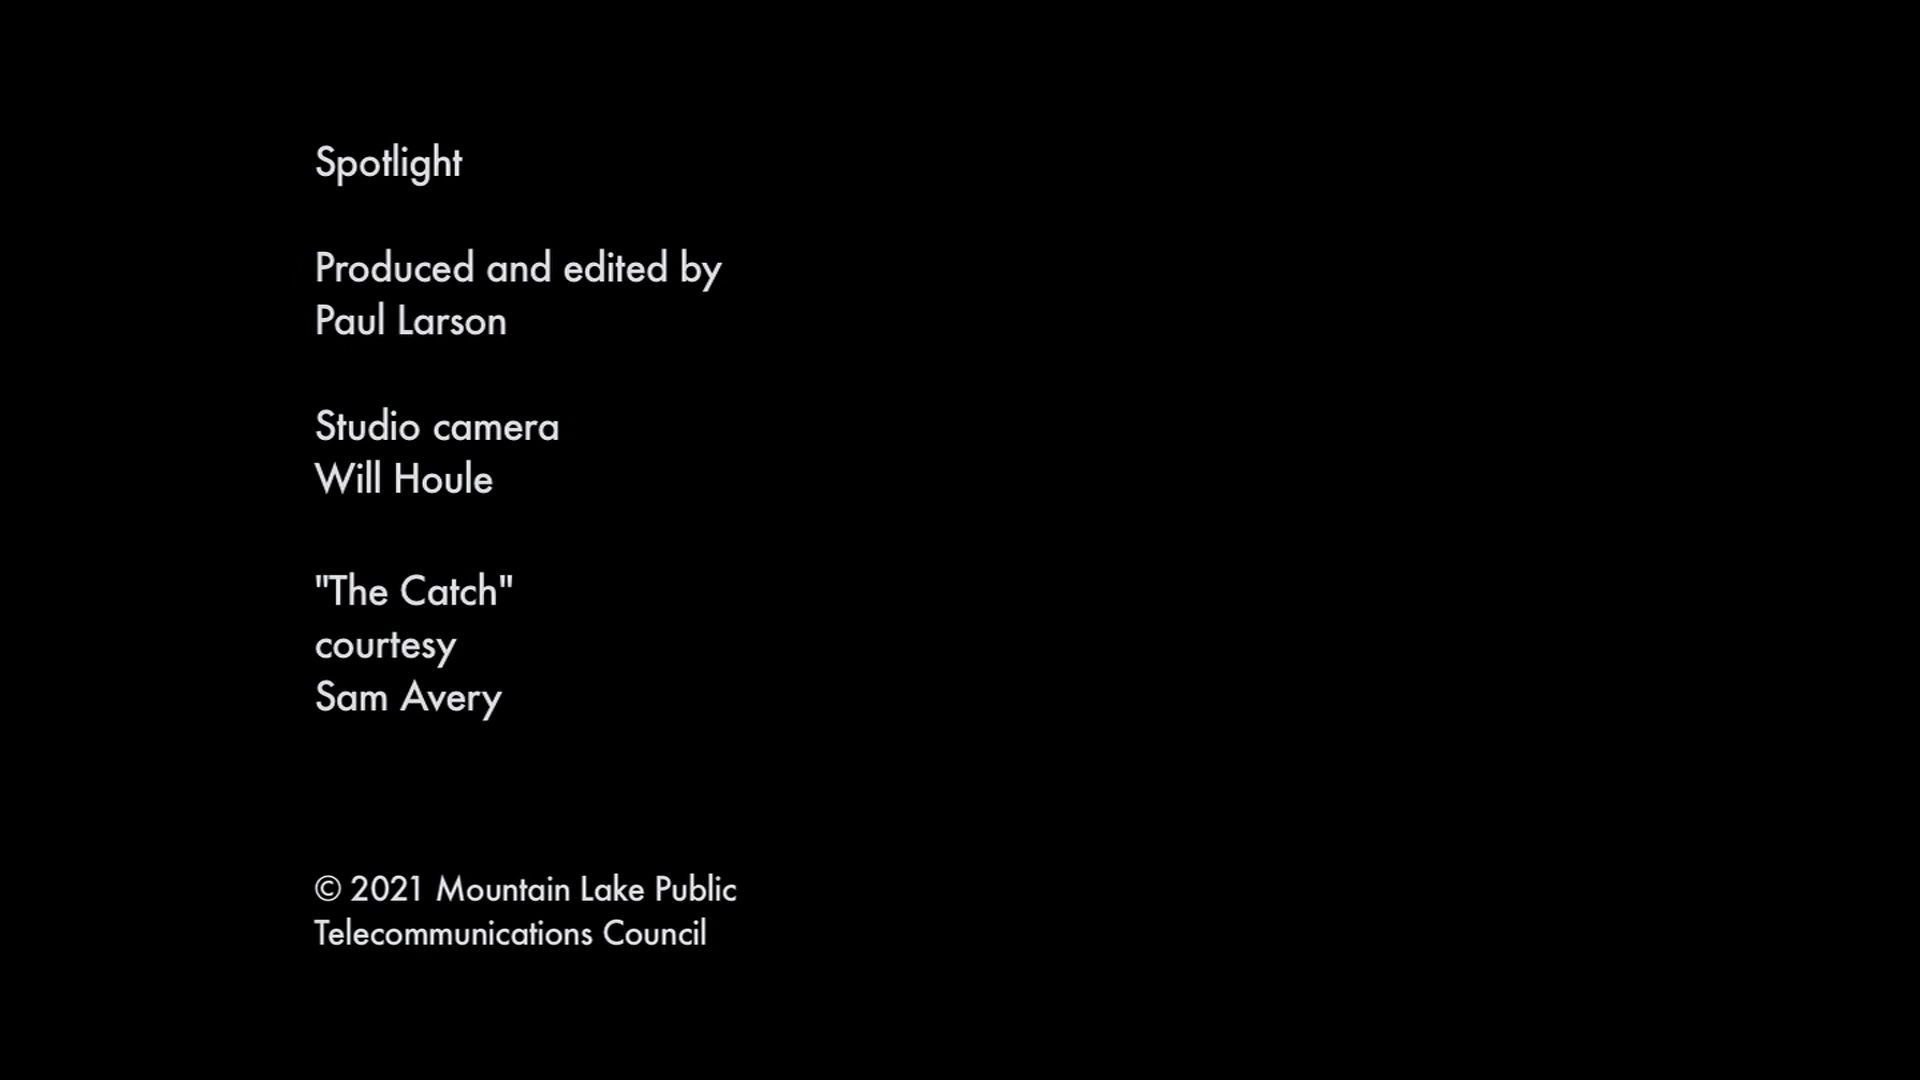 Spotlight
Produced and edited by
Paul Larson
Studio camera
Will Houle
"The Catch"
courtesy
Sam Avery
© 2021 Mountain Lake Public
Telecommunications Council